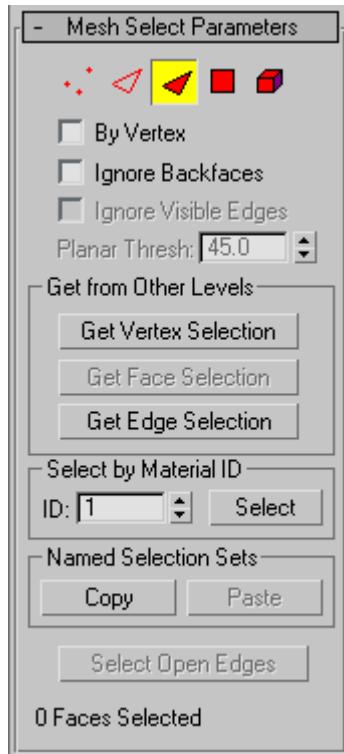 - Mesh Select Parameters
By Vertex
Ignore Backfaces
Ignore Visible Edges
Planar Thresh: 45.0
Get from Other Levels
Get Vertex Selection
Get Face Selection
Get Edge Selection
Select by Material ID
ID: 1 Select
Named Selection Sets
Copy Paste
Select Open Edges
0 Faces Selected